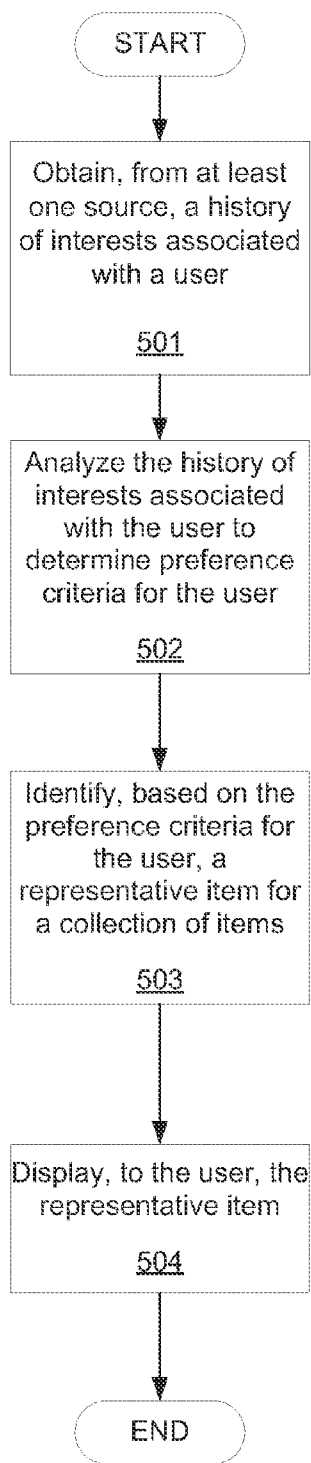 START
Obtain, from at least
one source, a history
of interests associated
with a user
501
Analyze the history of
interests associated
with the user to
determine preference
criteria for the user
502
Identify, based on the
preference criteria for
the user, a
representative item for
a collection of items
503
Display, to the user, the
representative item
504
END